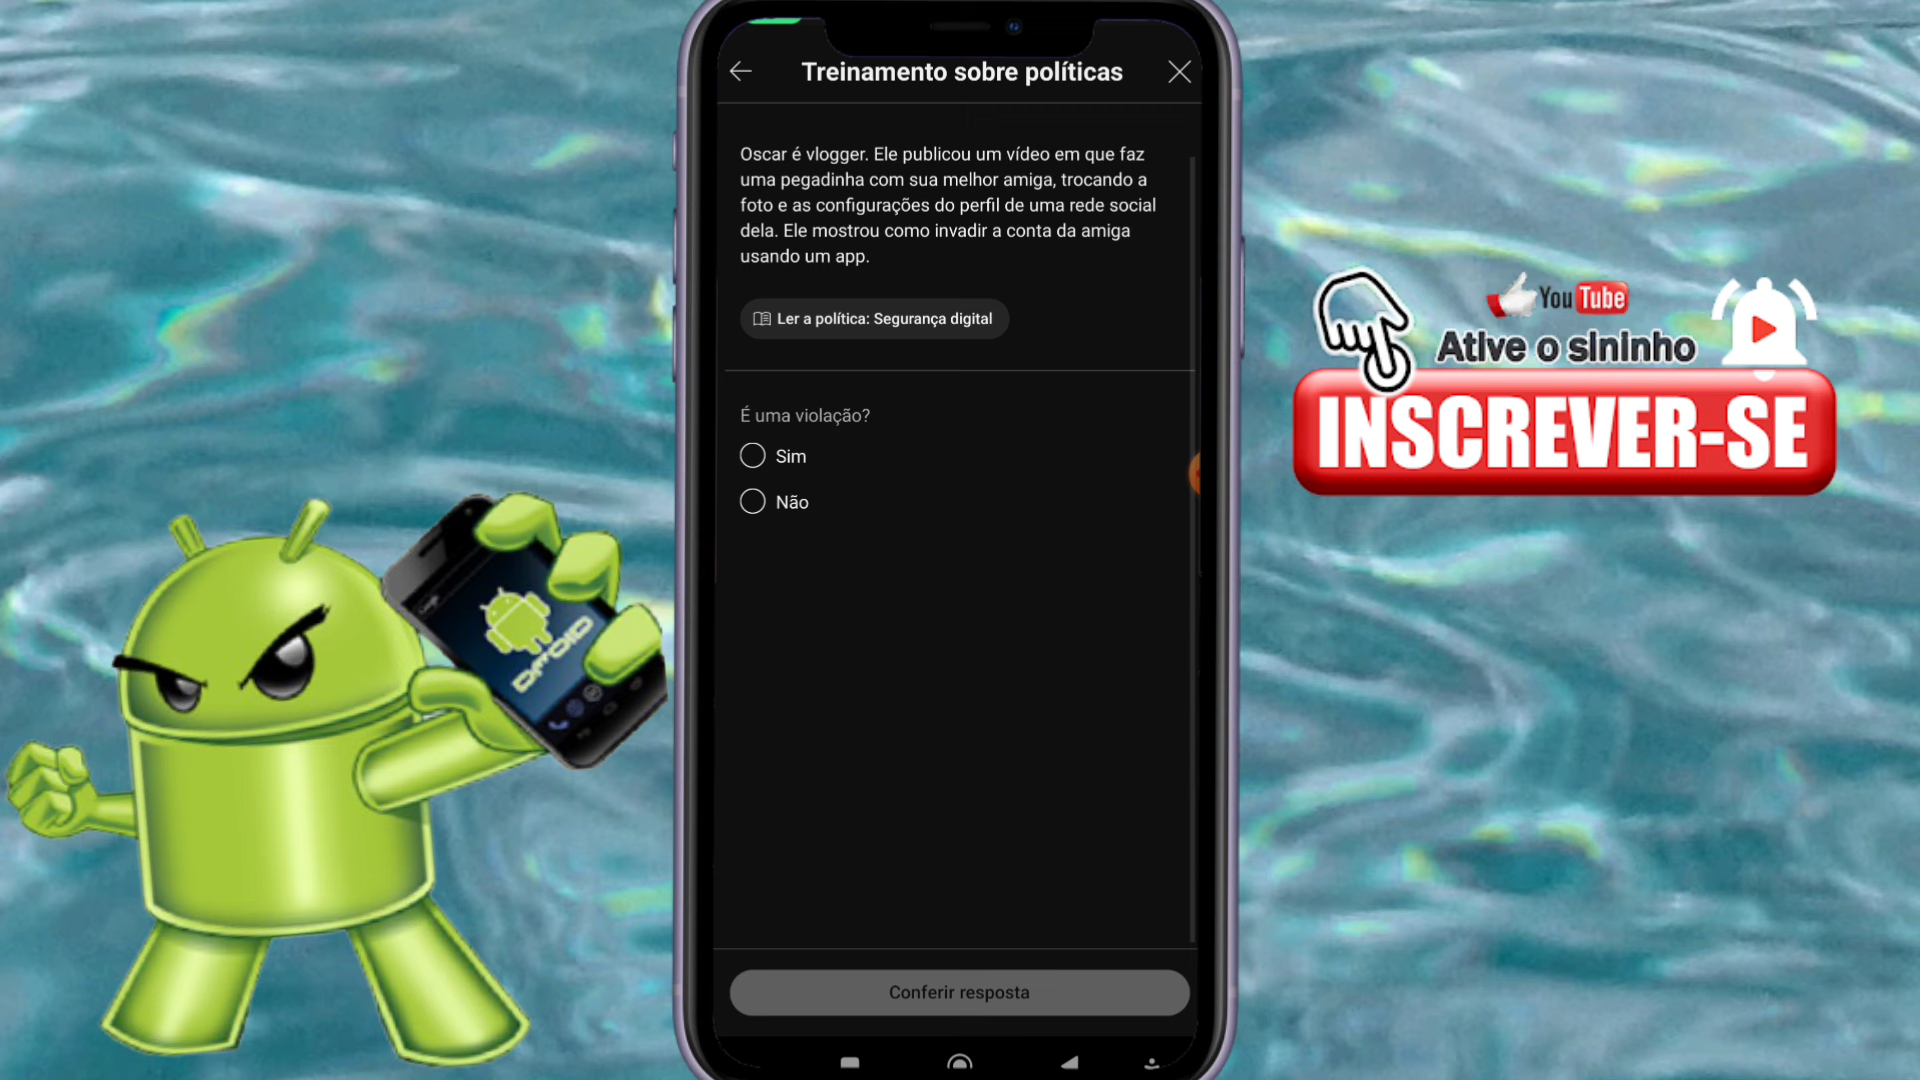 Treinamento sobre políticas
Oscar é vlogger. Ele publicou um vídeo em que faz
uma pegadinha com sua melhor amiga, trocando a
foto e as configurações do perfil de uma rede social
dela. Ele mostrou como invadir a conta da amiga
usando um app.
Ler a política: Segurança digital
É uma violação?
Sim
Não
Conferir resposta
YouTube
Ative o sininho
INSCREVER-SE
DROID